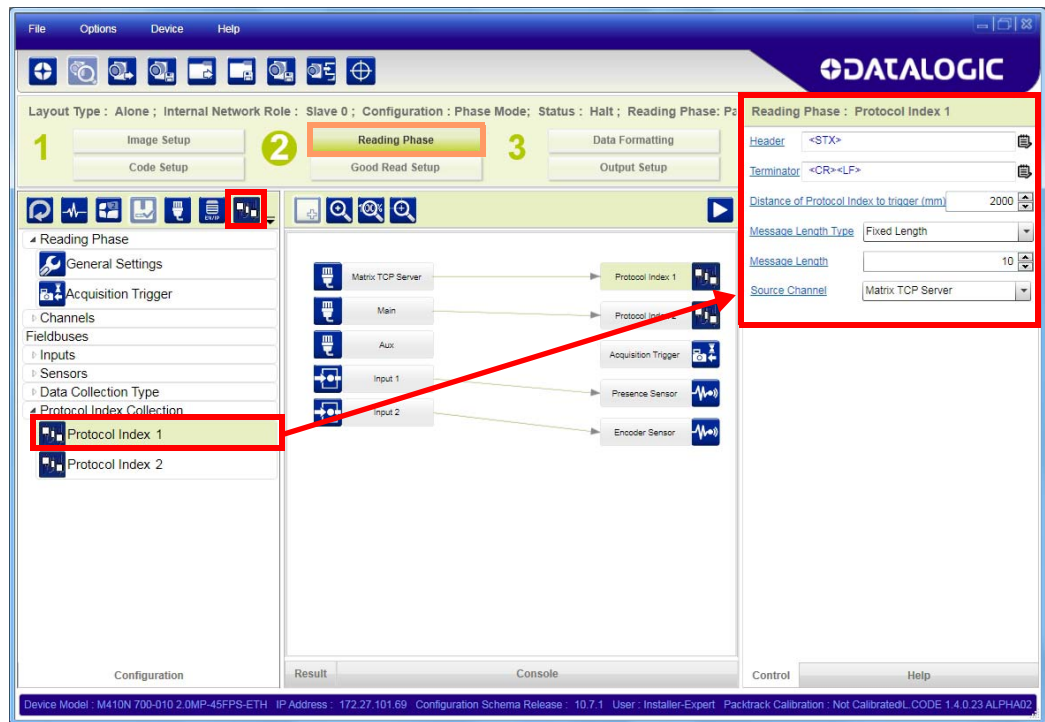 File Options Device Help
DATALOGIC
Layout Type : Alone ; Internal Network Role : Slave 0 ; Configuration : Phase Mode; Status : Halt ; Reading Phase: Pa
1
Image Setup
Code Setup
2
Reading Phase
Good Read Setup
3
Data Formatting
Output Setup
EN/IP
Reading Phase
General Settings
Acquisition Trigger
Channels
Fieldbuses
Inputs
Sensors
Data Collection Type
Protocol Index Collection
Protocol Index 1
Protocol Index 2
Configuration
100%
Matrix TCP Server
Main
Aux
Input 1
Input 2
Protocol Index 1
Protocol Index 2
Acquisition Trigger
Presence Sensor
Encoder Sensor
Result Console
Reading Phase : Protocol Index 1
Header <STX>
Terminator <CR><LF>
Distance of Protocol Index to trigger (mm) 2000
Message Length Type Fixed Length
Message Length 10
Source Channel Matrix TCP Server
Control Help
Device Model : M410N 700-010 2.0MP-45FPS-ETH IP Address : 172.27.101.69 Configuration Schema Release : 10.7.1 User : Installer-Expert Packtrack Calibration : Not CalibratedL.CODE 1.4.0.23 ALPHA02